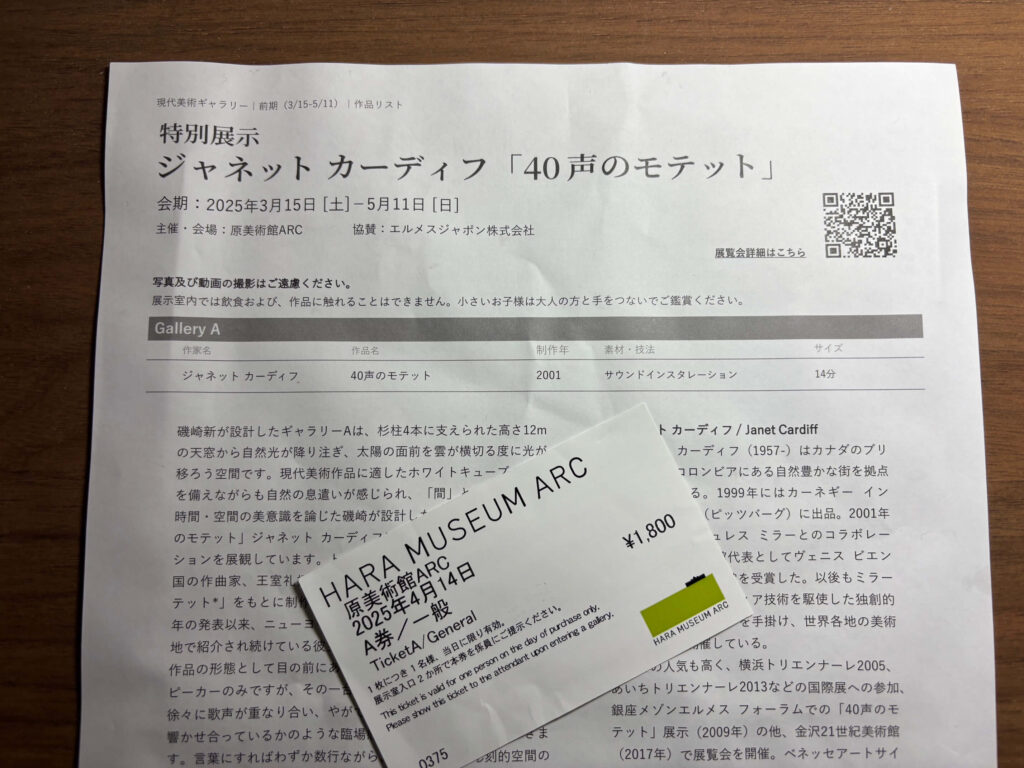 現代美術ギャラリー | 前期（3/15-5/11） | 作品リスト
特別展示
ジャネット カーディフ「40声のモテット」
会期：2025年3月15日 [土]－5月11日 [日]
主催・会場：原美術館ARC 協賛：エルメスジャポン株式会社
展覧会詳細はこちら
写真及び動画の撮影はご遠慮ください。
展示室内では飲食および、作品に触れることはできません。小さいお子様は大人の方と手をつないでご鑑賞ください。
Gallery A
作家名 作品名 制作年 素材・技法 サイズ
ジャネット カーディフ 40声のモテット 2001 サウンドインスタレーション 14分
磯崎新が設計したギャラリーAは、杉柱4本に支えられた高さ12m
の天窓から自然光が降り注ぎ、太陽の面前を雲が横切る度に光が
移ろう空間です。現代美術作品に適したホワイトキューブ
を備えながらも自然の息遣いが感じられ、「間」と
時間・空間の美意識を論じた磯崎が設計し
のモテット」ジャネット カーディ
ションを展観しています。
国の作曲家、王室礼
テット*」をもとに制
年の発表以来、ニューヨ
地で紹介され続けている彼
作品の形態として目の前に
ピーカーのみですが、その一
徐々に歌声が重なり合い、やが
響かせ合っているかのような臨場
す。言葉にすればわずか数行なが
刻的空間の
ト カーディフ / Janet Cardiff
カーディフ（1957-）はカナダのブリ
コロンビアにある自然豊かな街を拠点
る。1999年にはカーネギー イン
（ピッツバーグ）に出品。2001年
ュレス ミラーとのコラボレー
代表としてヴェニス ビエン
を受賞した。以後もミラー
ア技術を駆使した独創的
を手掛け、世界各地の美術
催している。
の人気も高く、横浜トリエンナーレ2005、
あいちトリエンナーレ2013などの国際展への参加、
銀座メゾンエルメス フォーラムでの「40声のモ
テット」展示（2009年）の他、金沢21世紀美術館
（2017年）で展覧会を開催。ベネッセアートサイ
HARA MUSEUM ARC
原美術館ARC
2025年4月14日
A券／一般
TicketA/General
¥1,800
1枚につき1名様、当日に限り有効。
展示室入口2か所で本券を係員にご提示ください。
This ticket is valid for one person on the day of purchase only.
Please show this ticket to the attendant upon entering a gallery.
HARA MUSEUM ARC
0375